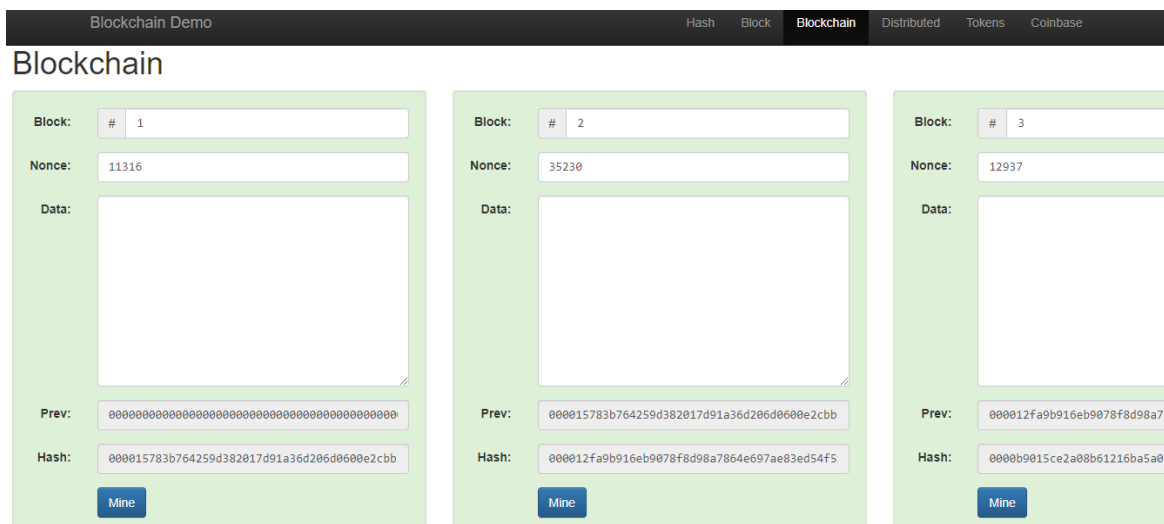 Blockchain Demo Hash Block Blockchain Distributed Tokens Coinbase
Blockchain
Block: # 1
Nonce: 11316
Data:
Prev: 00000000000000000000000000000000000000000000000
Hash: 000015783b764259d382017d91a36d206d0600e2cbb
Mine
Block: # 2
Nonce: 35230
Data:
Prev: 000015783b764259d382017d91a36d206d0600e2cbb
Hash: 000012fa9b916eb9078f8d98a7864e697ae83ed54f5
Mine
Block: # 3
Nonce: 12937
Data:
Prev: 000012fa9b916eb9078f8d98a7
Hash: 0000b9015ce2a08b61216ba5a0
Mine